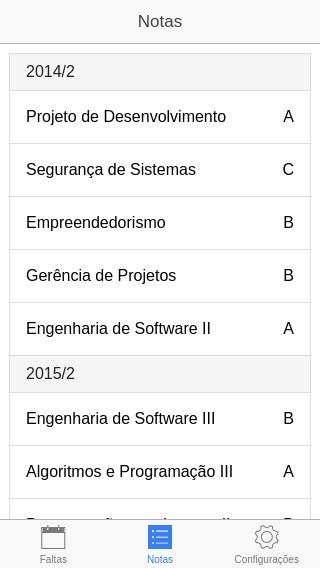 Notas
2014/2
Projeto de Desenvolvimento A
Segurança de Sistemas C
Empreendedorismo B
Gerência de Projetos B
Engenharia de Software II A
2015/2
Engenharia de Software III B
Algoritmos e Programação III A
Faltas Notas Configurações